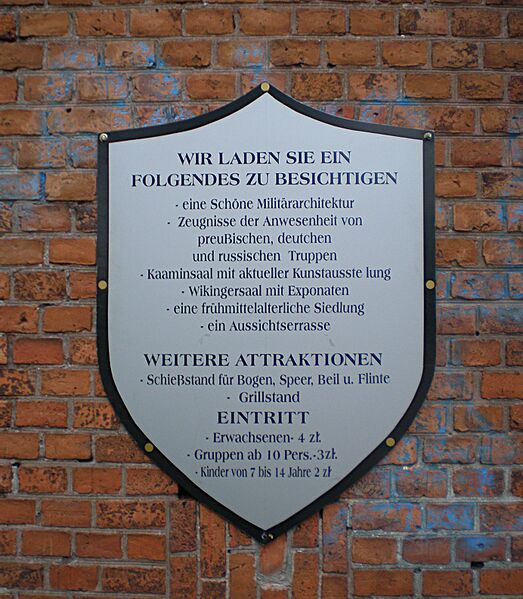 WIR LADEN SIE EIN
FOLGENDES ZU BESICHTIGEN
- eine Schöne Militärarchitektur
- Zeugnisse der Anwesenheit von
preußischen, deutchen
und russischen Truppen
- Kaaminsaal mit aktueller Kunstausste lung
- Wikingersaal mit Exponaten
- eine frühmittelalterliche Siedlung
- ein Aussichtserrasse
WEITERE ATTRAKTIONEN
- Schießstand für Bogen, Speer, Beil u. Flinte
- Grillstand
EINTRITT
- Erwachsenen- 4 zł.
- Gruppen ab 10 Pers.-3zł.
- Kinder von 7 bis 14 Jahre 2 zł